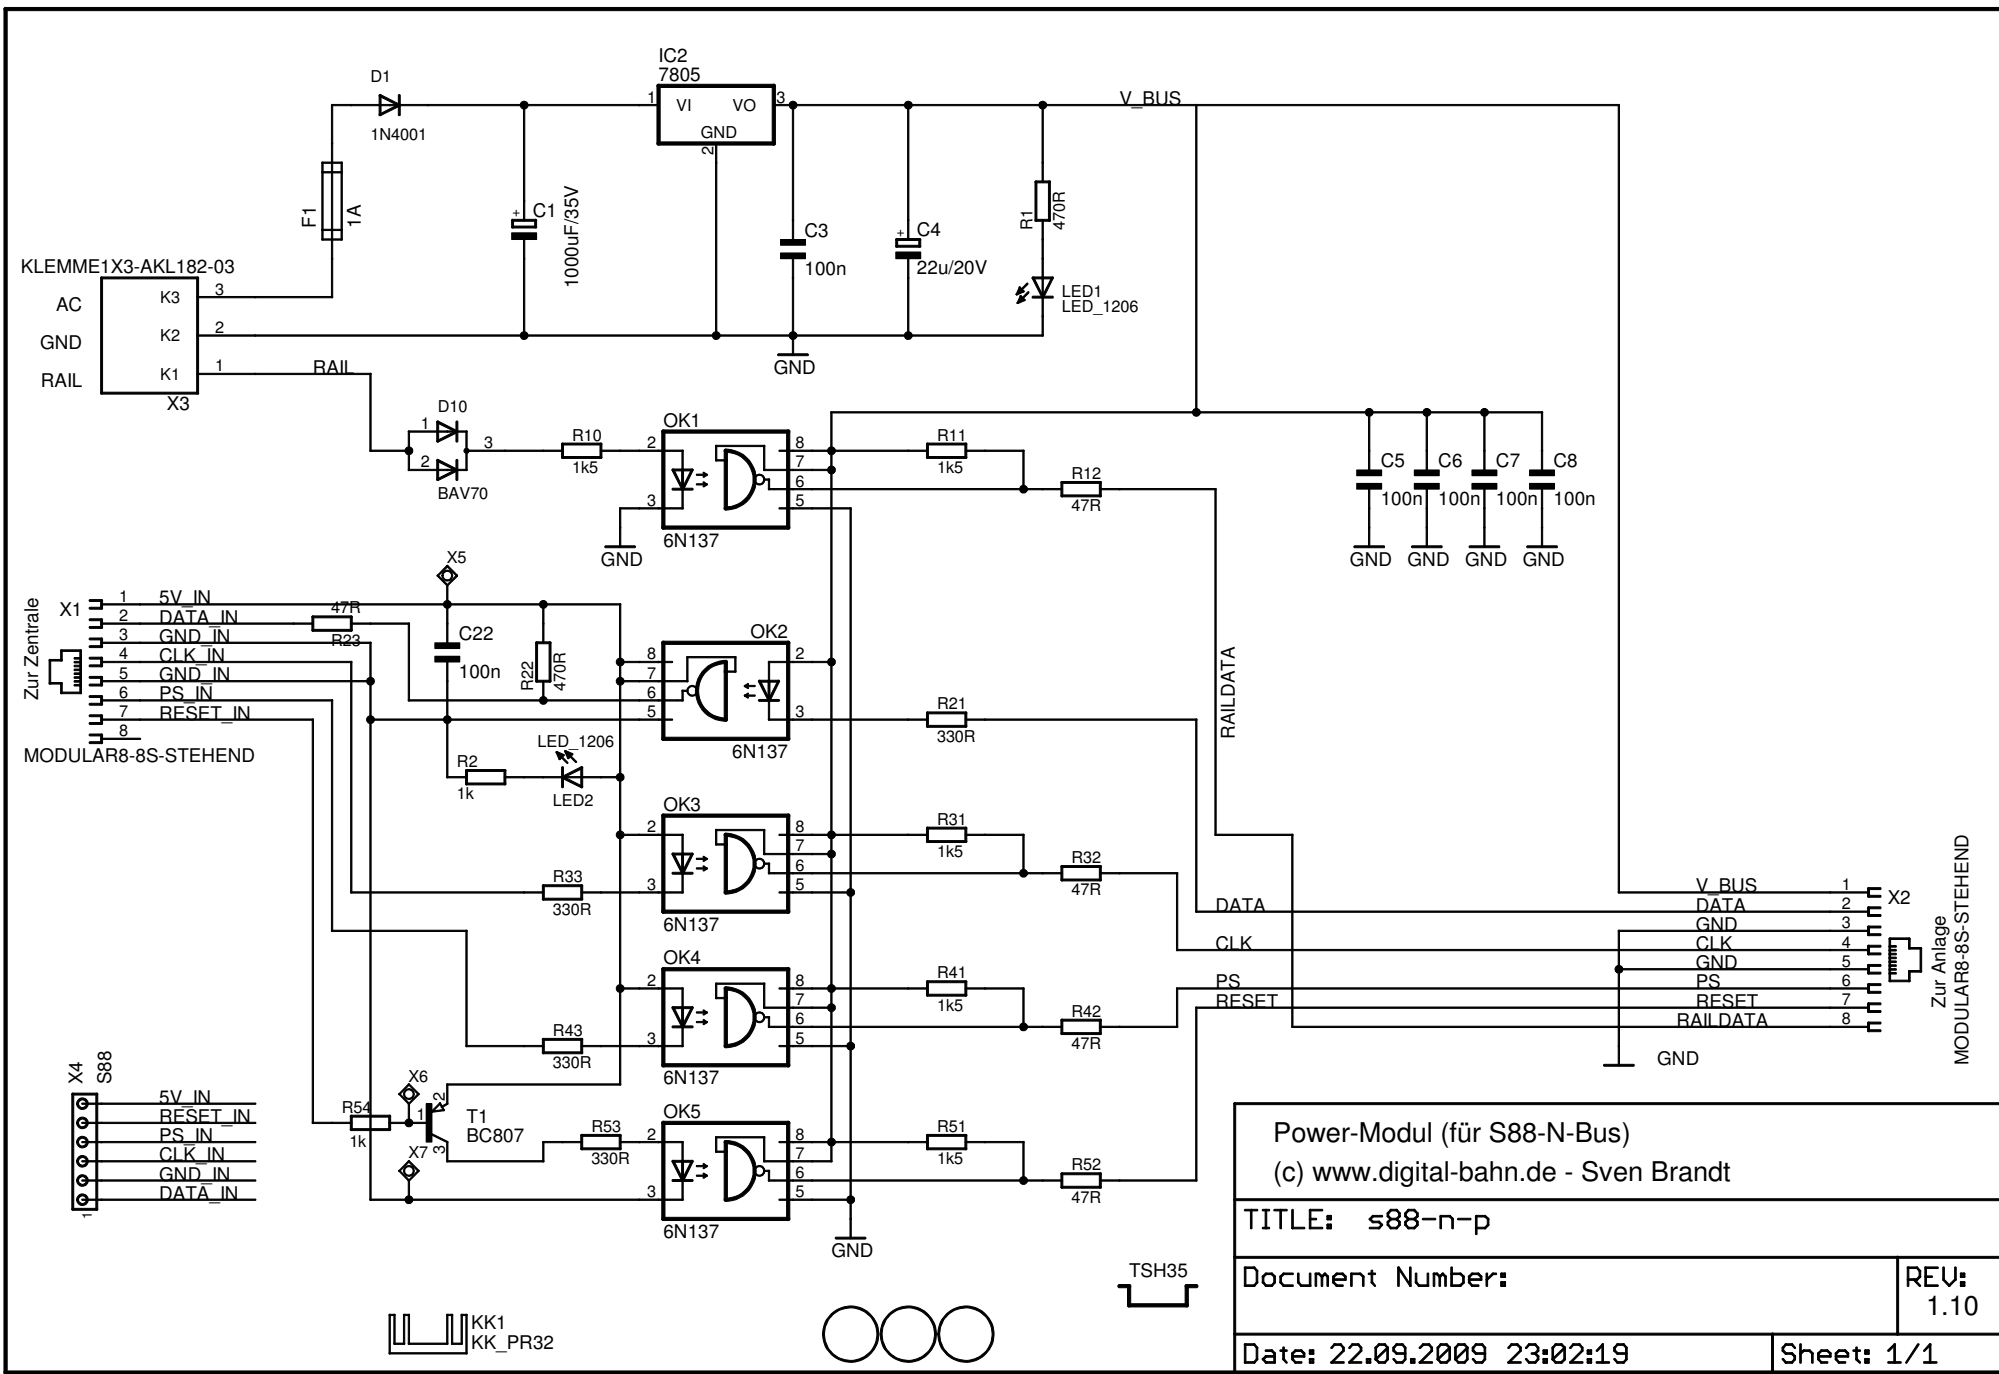 IC2
7805
D1
1N4001
1 VI VO 3
GND
2
V_BUS
F1
1A
C1
1000uF/35V
+
C3
100n
C4
22u/20V
+
R1
470R
LED1
LED_1206
GND
KLEMME1X3-AKL182-03
AC K3 3
GND K2 2
RAIL K1 1
X3
RAIL
D10
1
2
3
BAV70
R10
1k5
OK1
2
3
8
7
6
5
6N137
GND
R11
1k5
R12
47R
C5
100n
GND
C6
100n
GND
C7
100n
GND
C8
100n
GND
X5
Zur Zentrale
X1
1 5V_IN
2 DATA_IN
3 GND_IN
4 CLK_IN
5 GND_IN
6 PS_IN
7 RESET_IN
8
MODULAR8-8S-STEHEND
47R
R23
C22
100n
R22
470R
OK2
8
7
6
5
2
3
6N137
R21
330R
RAILDATA
R2
1k
LED_1206
LED2
OK3
2
3
8
7
6
5
6N137
R33
330R
R31
1k5
R32
47R
OK4
2
3
8
7
6
5
6N137
R43
330R
R41
1k5
R42
47R
DATA
CLK
PS
RESET
V_BUS 1
DATA 2
GND 3
CLK 4
GND 5
PS 6
RESET 7
RAILDATA 8
X2
Zur Anlage
MODULAR8-8S-STEHEND
GND
X4
S88
5V_IN
RESET_IN
PS_IN
CLK_IN
GND_IN
DATA_IN
1
R54
1k
X6
X7
1
2
3
T1
BC807
R53
330R
OK5
2
3
8
7
6
5
6N137
R51
1k5
R52
47R
GND
TSH35
KK1
KK_PR32
Power-Modul (für S88-N-Bus)
(c) www.digital-bahn.de - Sven Brandt
TITLE: s88-n-p
Document Number:
REV:
1.10
Date: 22.09.2009 23:02:19
Sheet: 1/1